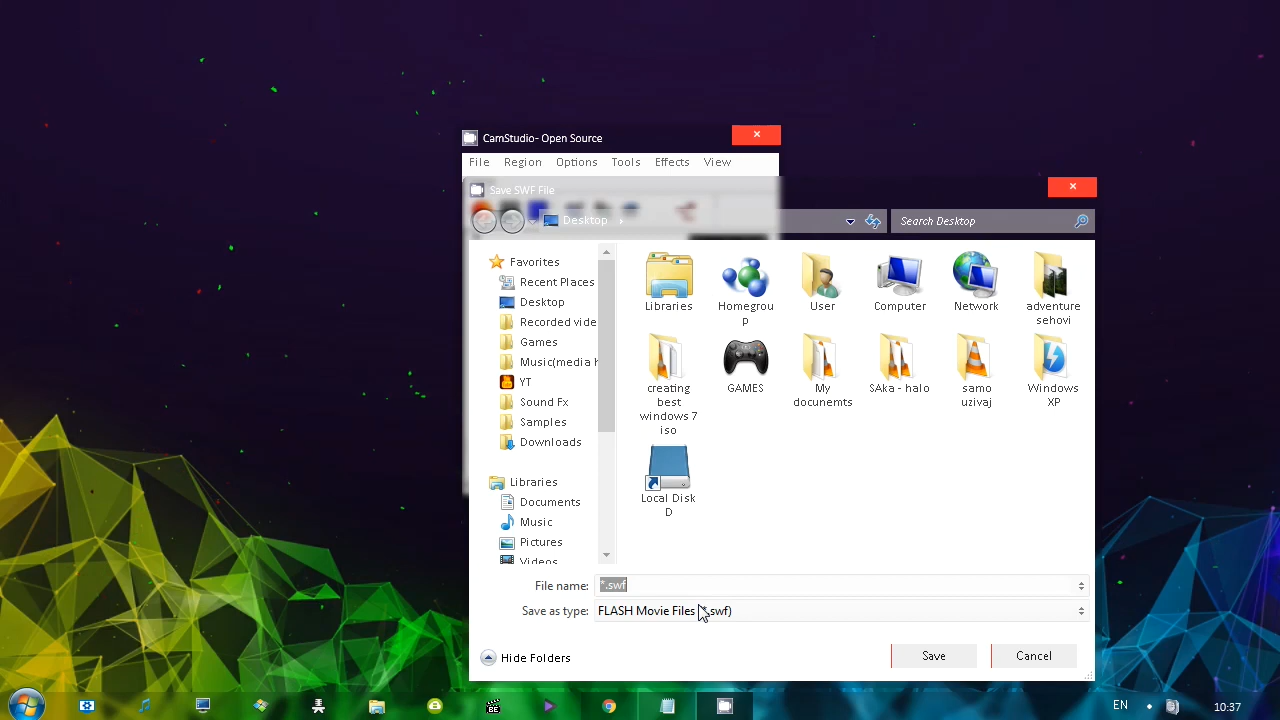 CamStudio- Open Source
File Region Options Tools Effects View
Save SWF File
Desktop
Search Desktop
Favorites
Recent Places
Desktop
Recorded vide
Games
Music(media h
YT
Sound Fx
Samples
Downloads
Libraries
Documents
Music
Pictures
Videos
Libraries
Homegrou
p
User
Computer
Network
adventure
sehovi
creating
best
windows 7
iso
GAMES
My
docunemts
SAka - halo
samo
uzivaj
Windows
XP
Local Disk
D
File name: *.swf
Save as type: FLASH Movie Files (*.swf)
Hide Folders
Save
Cancel
BE
EN
10:37